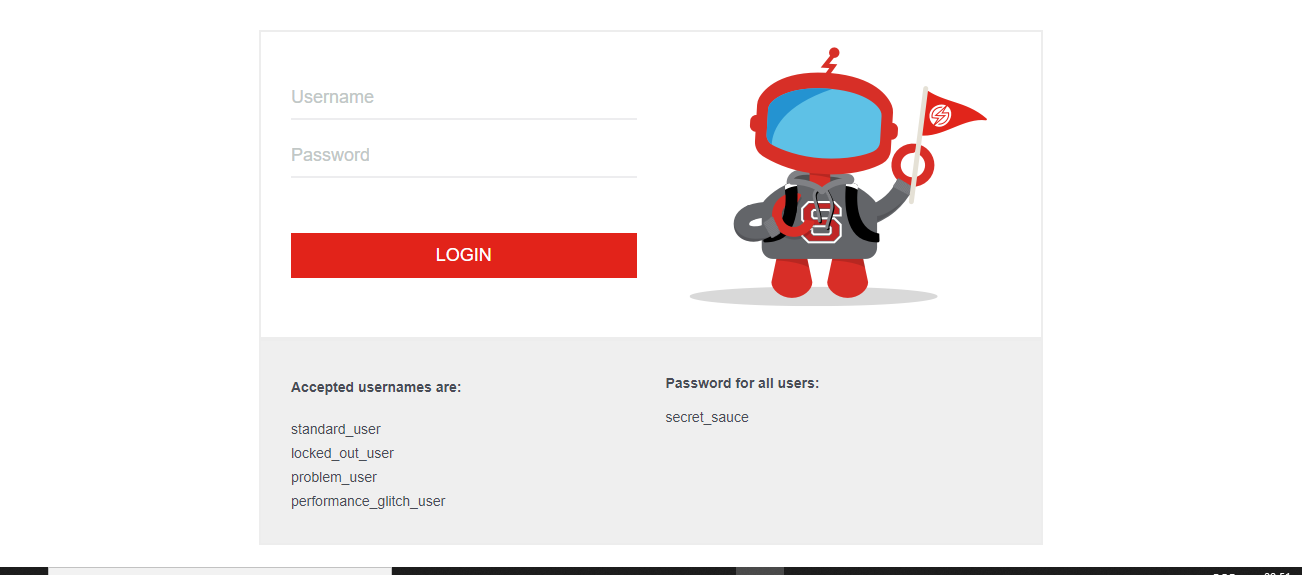 Username
Password
LOGIN
S
Accepted usernames are:
standard_user
locked_out_user
problem_user
performance_glitch_user
Password for all users:
secret_sauce